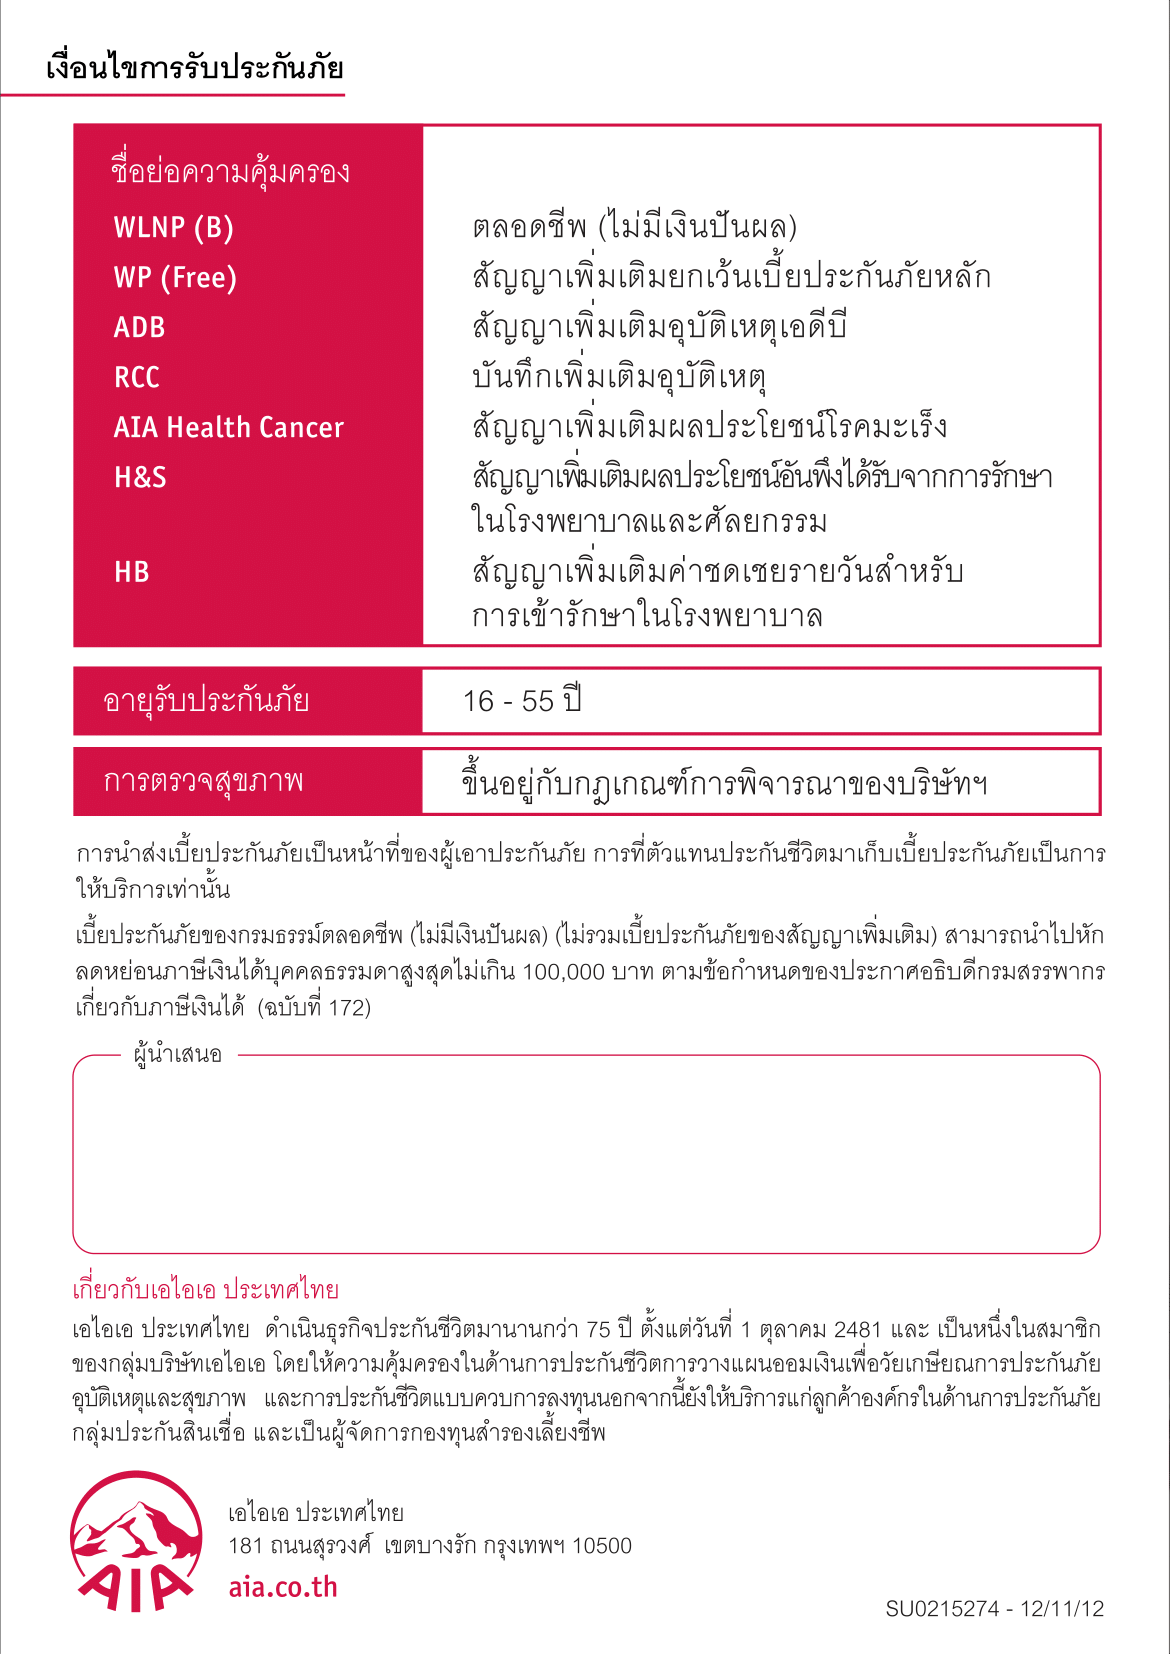 เงื่อนไขการรับประกันภัย
ชื่อย่อความคุ้มครอง
WLNP (B) ตลอดชีพ (ไม่มีเงินปันผล)
WP (Free) สัญญาเพิ่มเติมยกเว้นเบี้ยประกันภัยหลัก
ADB สัญญาเพิ่มเติมอุบัติเหตุเอดีบี
RCC บันทึกเพิ่มเติมอุบัติเหตุ
AIA Health Cancer สัญญาเพิ่มเติมผลประโยชน์โรคมะเร็ง
H&S สัญญาเพิ่มเติมผลประโยชน์อันพึงได้รับจากการรักษา
ในโรงพยาบาลและศัลยกรรม
HB สัญญาเพิ่มเติมค่าชดเชยรายวันสำหรับ
การเข้ารักษาในโรงพยาบาล
อายุรับประกันภัย 16 - 55 ปี
การตรวจสุขภาพ ขึ้นอยู่กับกฎเกณฑ์การพิจารณาของบริษัทฯ
การนำส่งเบี้ยประกันภัยเป็นหน้าที่ของผู้เอาประกันภัย การที่ตัวแทนประกันชีวิตมาเก็บเบี้ยประกันภัยเป็นการ
ให้บริการเท่านั้น
เบี้ยประกันภัยของกรมธรรม์ตลอดชีพ (ไม่มีเงินปันผล) (ไม่รวมเบี้ยประกันภัยของสัญญาเพิ่มเติม) สามารถนำไปหัก
ลดหย่อนภาษีเงินได้บุคคลธรรมดาสูงสุดไม่เกิน 100,000 บาท ตามข้อกำหนดของประกาศอธิบดีกรมสรรพากร
เกี่ยวกับภาษีเงินได้ (ฉบับที่ 172)
ผู้นำเสนอ
เกี่ยวกับเอไอเอ ประเทศไทย
เอไอเอ ประเทศไทย ดำเนินธุรกิจประกันชีวิตมานานกว่า 75 ปี ตั้งแต่วันที่ 1 ตุลาคม 2481 และ เป็นหนึ่งในสมาชิก
ของกลุ่มบริษัทเอไอเอ โดยให้ความคุ้มครองในด้านการประกันชีวิตการวางแผนออมเงินเพื่อวัยเกษียณการประกันภัย
อุบัติเหตุและสุขภาพ และการประกันชีวิตแบบควบการลงทุนนอกจากนี้ยังให้บริการแก่ลูกค้าองค์กรในด้านการประกันภัย
กลุ่มประกันสินเชื่อ และเป็นผู้จัดการกองทุนสำรองเลี้ยงชีพ
AIA
เอไอเอ ประเทศไทย
181 ถนนสุรวงศ์ เขตบางรัก กรุงเทพฯ 10500
aia.co.th
SU0215274 - 12/11/12